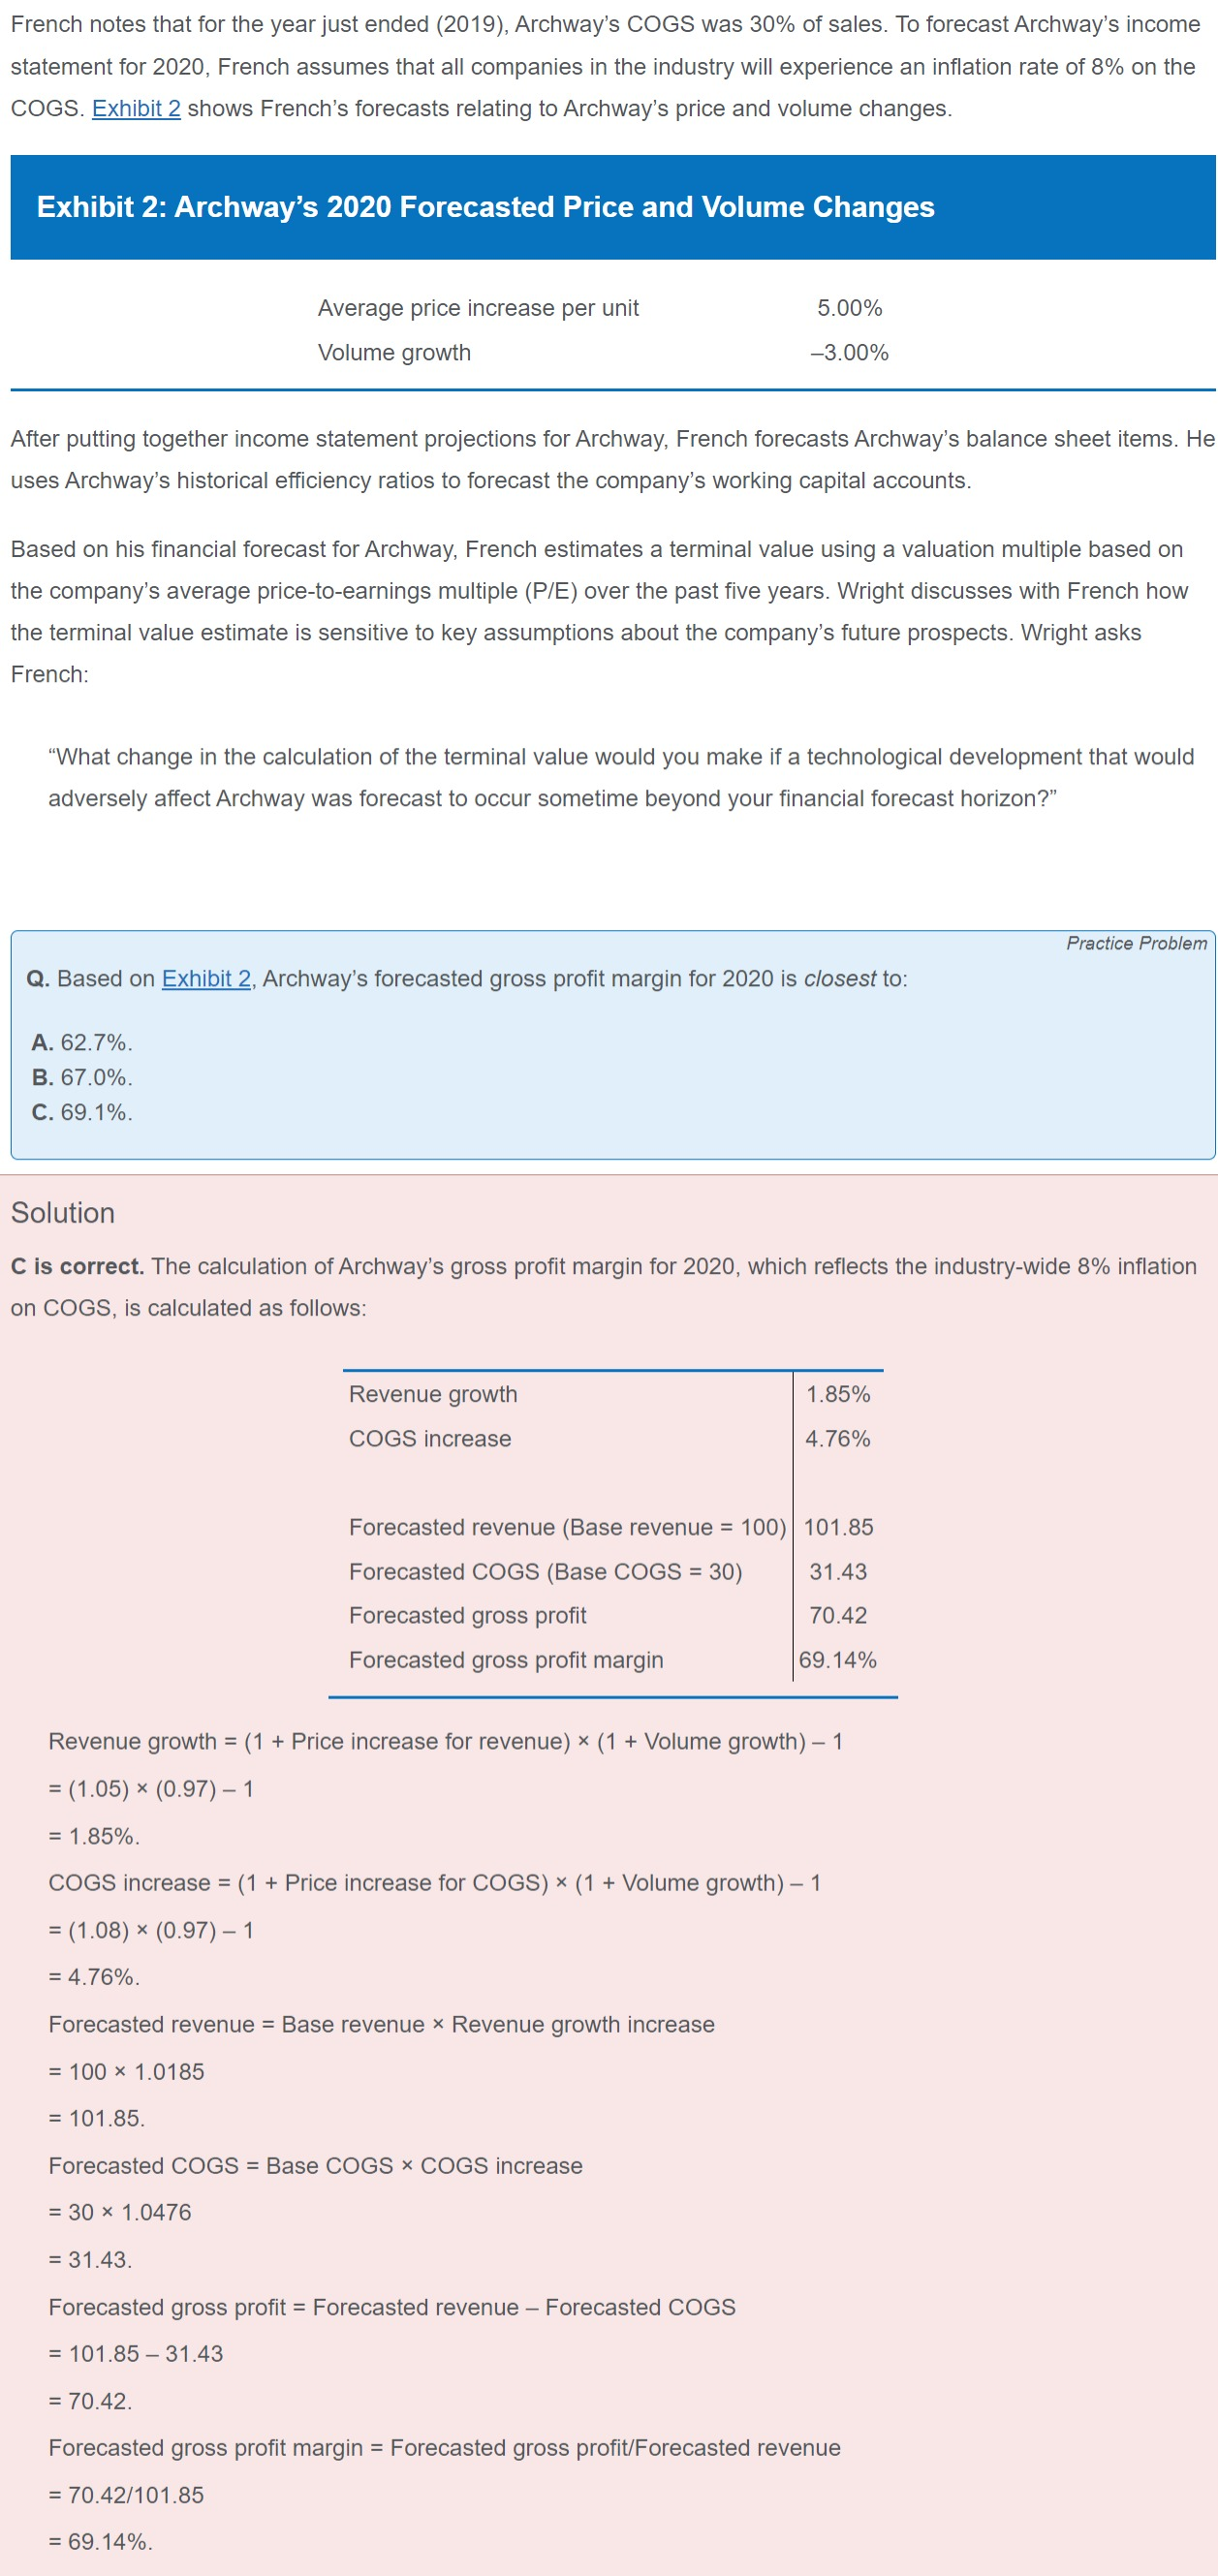 French notes that for the year just ended (2019), Archway’s COGS was 30% of sales. To forecast Archway’s income
statement for 2020, French assumes that all companies in the industry will experience an inflation rate of 8% on the
COGS. Exhibit 2 shows French’s forecasts relating to Archway’s price and volume changes.
Exhibit 2: Archway’s 2020 Forecasted Price and Volume Changes
Average price increase per unit 5.00%
Volume growth –3.00%
After putting together income statement projections for Archway, French forecasts Archway’s balance sheet items. He
uses Archway’s historical efficiency ratios to forecast the company’s working capital accounts.
Based on his financial forecast for Archway, French estimates a terminal value using a valuation multiple based on
the company’s average price-to-earnings multiple (P/E) over the past five years. Wright discusses with French how
the terminal value estimate is sensitive to key assumptions about the company’s future prospects. Wright asks
French:
“What change in the calculation of the terminal value would you make if a technological development that would
adversely affect Archway was forecast to occur sometime beyond your financial forecast horizon?”
Practice Problem
Q. Based on Exhibit 2, Archway’s forecasted gross profit margin for 2020 is closest to:
A. 62.7%.
B. 67.0%.
C. 69.1%.
Solution
C is correct. The calculation of Archway’s gross profit margin for 2020, which reflects the industry-wide 8% inflation
on COGS, is calculated as follows:
Revenue growth 1.85%
COGS increase 4.76%
Forecasted revenue (Base revenue = 100) 101.85
Forecasted COGS (Base COGS = 30) 31.43
Forecasted gross profit 70.42
Forecasted gross profit margin 69.14%
Revenue growth = (1 + Price increase for revenue) × (1 + Volume growth) – 1
= (1.05) × (0.97) – 1
= 1.85%.
COGS increase = (1 + Price increase for COGS) × (1 + Volume growth) – 1
= (1.08) × (0.97) – 1
= 4.76%.
Forecasted revenue = Base revenue × Revenue growth increase
= 100 × 1.0185
= 101.85.
Forecasted COGS = Base COGS × COGS increase
= 30 × 1.0476
= 31.43.
Forecasted gross profit = Forecasted revenue – Forecasted COGS
= 101.85 – 31.43
= 70.42.
Forecasted gross profit margin = Forecasted gross profit/Forecasted revenue
= 70.42/101.85
= 69.14%.